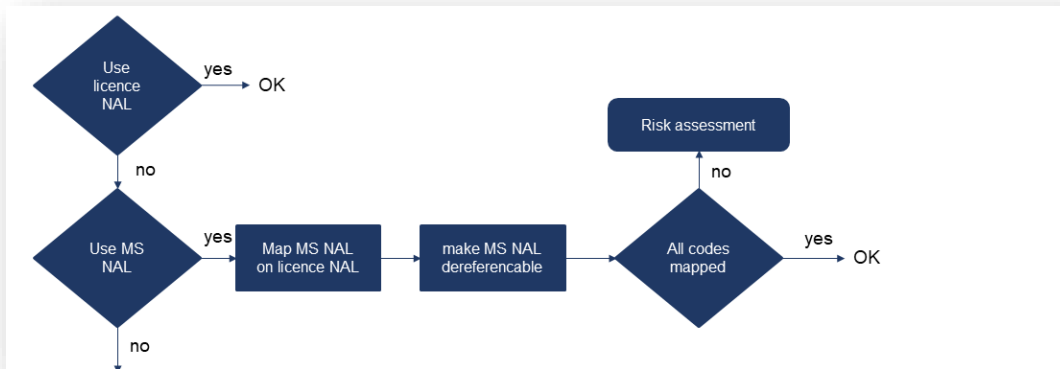 Use
licence
NAL
yes
OK
no
Risk assessment
no
Use MS
NAL
yes
Map MS NAL
on licence NAL
make MS NAL
dereferencable
All codes
mapped
yes
OK
no